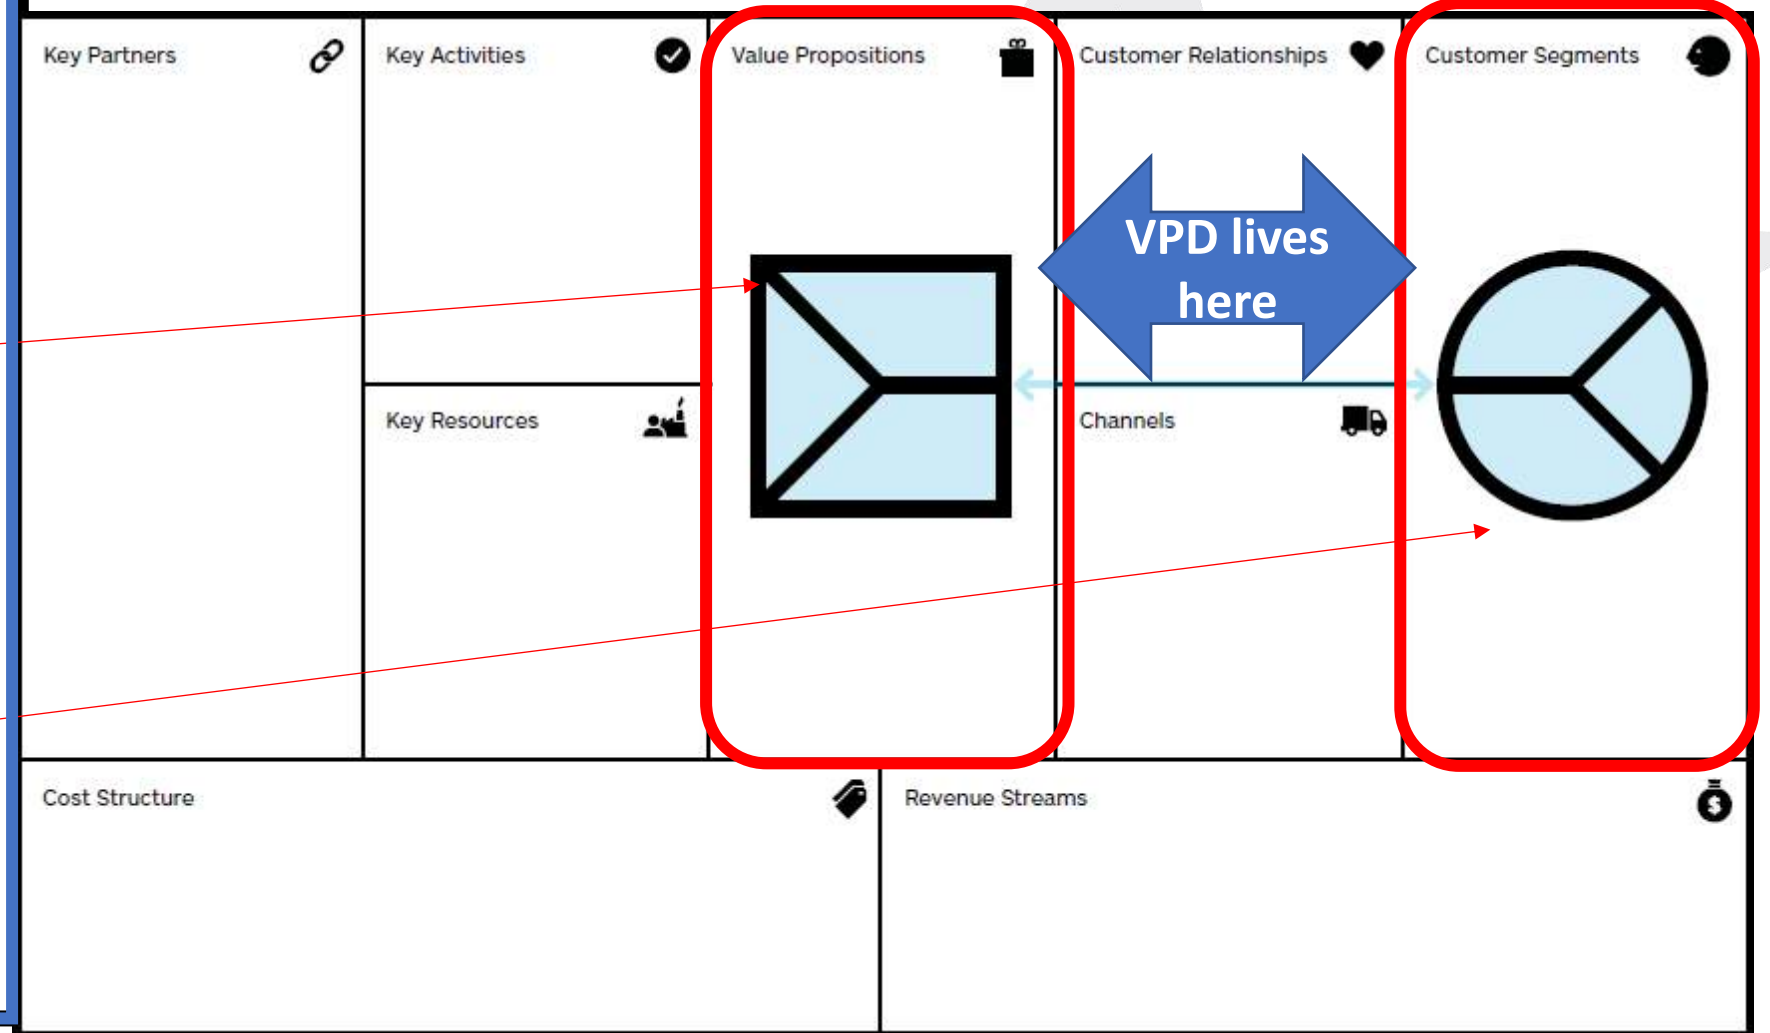 Key Partners
Key Activities
Value Propositions
Customer Relationships
Customer Segments
VPD lives
here
Key Resources
Channels
Cost Structure
Revenue Streams
$